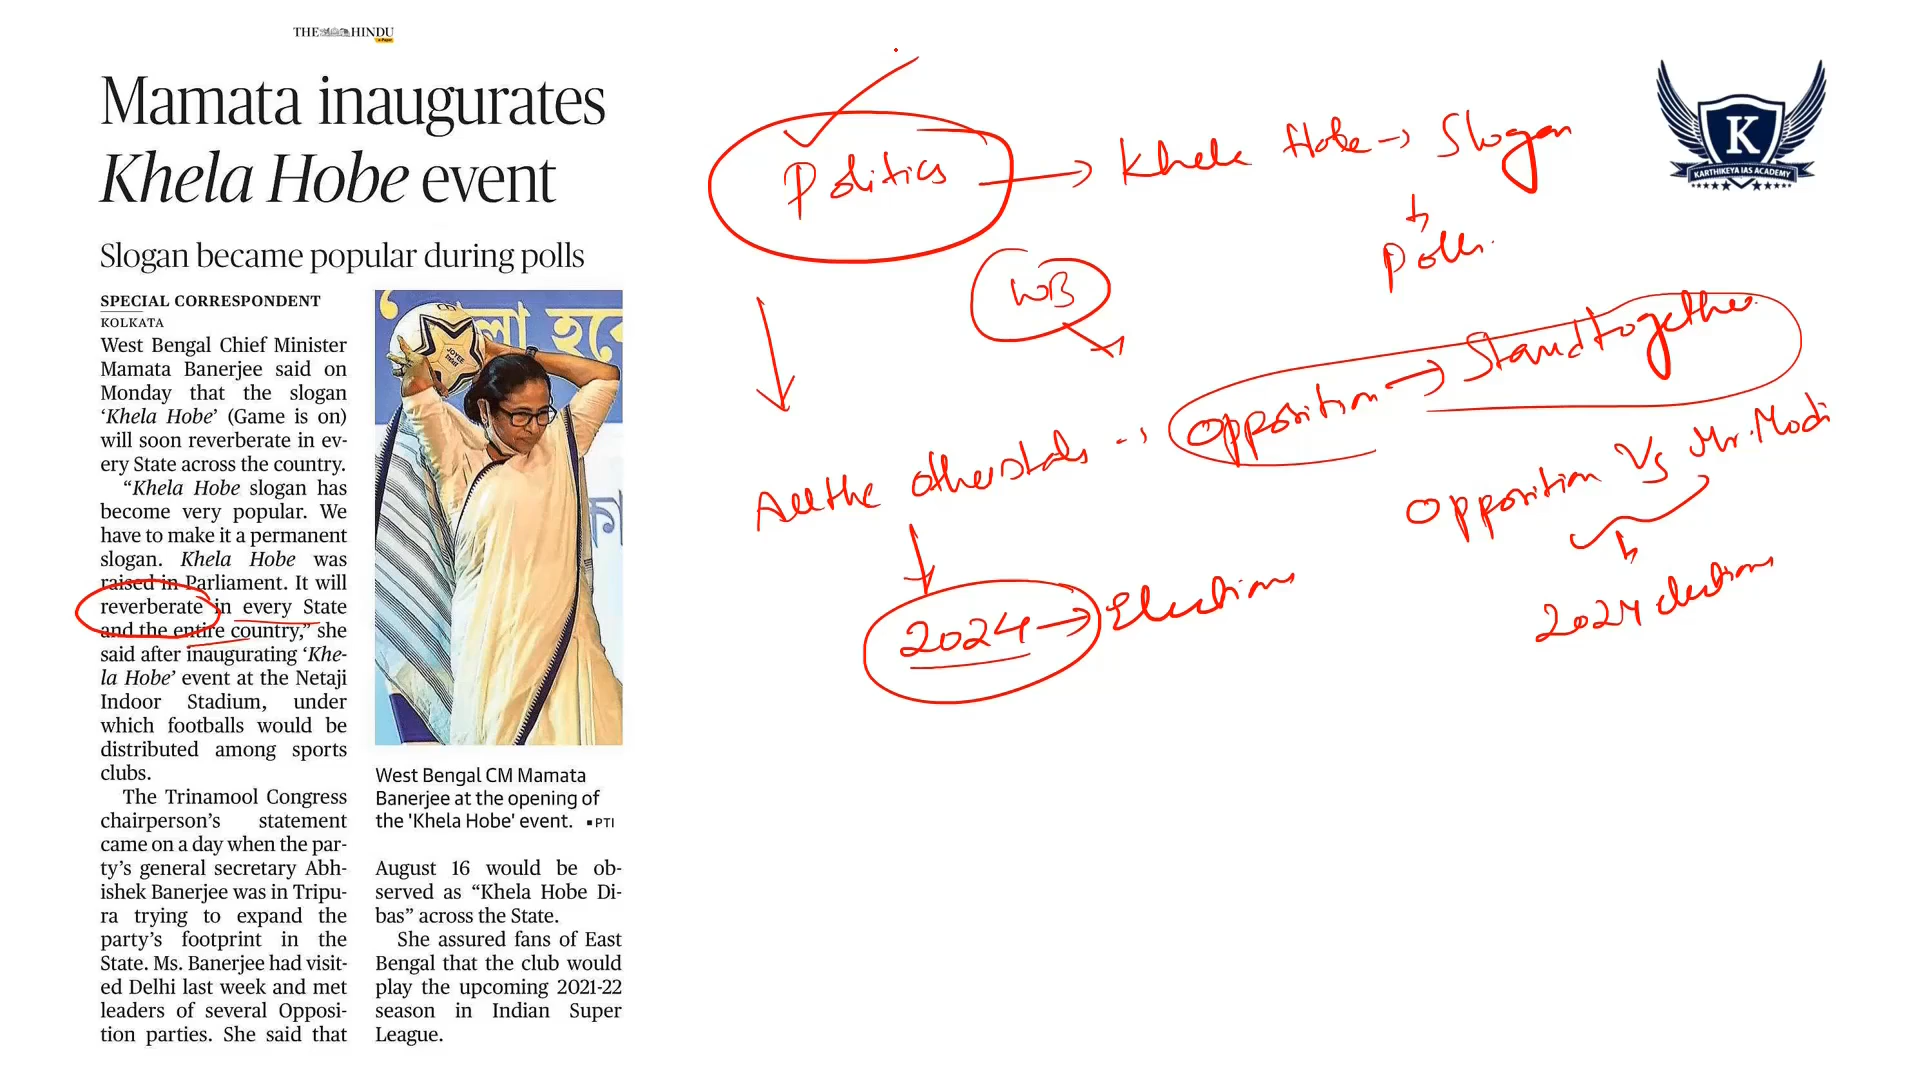 THE HINDU
e-Paper
Mamata inaugurates
Khela Hobe event
Slogan became popular during polls
SPECIAL CORRESPONDENT
KOLKATA
West Bengal Chief Minister
Mamata Banerjee said on
Monday that the slogan
‘Khela Hobe’ (Game is on)
will soon reverberate in ev-
ery State across the country.
“Khela Hobe slogan has
become very popular. We
have to make it a permanent
slogan. Khela Hobe was
raised in Parliament. It will
reverberate in every State
and the entire country,” she
said after inaugurating ‘Khe-
la Hobe’ event at the Netaji
Indoor Stadium, under
which footballs would be
distributed among sports
clubs.
The Trinamool Congress
chairperson’s statement
came on a day when the par-
ty’s general secretary Abh-
ishek Banerjee was in Tripu-
ra trying to expand the
party’s footprint in the
State. Ms. Banerjee had visit-
ed Delhi last week and met
leaders of several Opposi-
tion parties. She said that
JOYEE
West Bengal CM Mamata
Banerjee at the opening of
the 'Khela Hobe' event. ■ PTI
August 16 would be ob-
served as “Khela Hobe Di-
bas” across the State.
She assured fans of East
Bengal that the club would
play the upcoming 2021-22
season in Indian Super
League.
Politics → Khela Hobe → Slogan
Polls.
WB
Opposition → Stand together
All the other states →
Opposition Vs Mr. Modi
2024 → Elections
2024 elections
K
KARTHIKEYA IAS ACADEMY